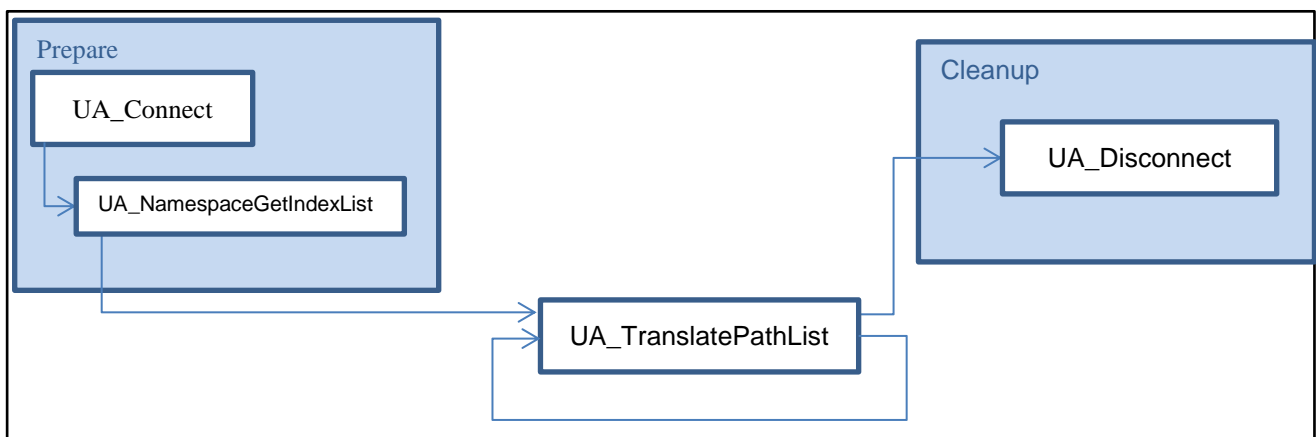 Prepare
UA_Connect
UA_NamespaceGetIndexList
UA_TranslatePathList
Cleanup
UA_Disconnect